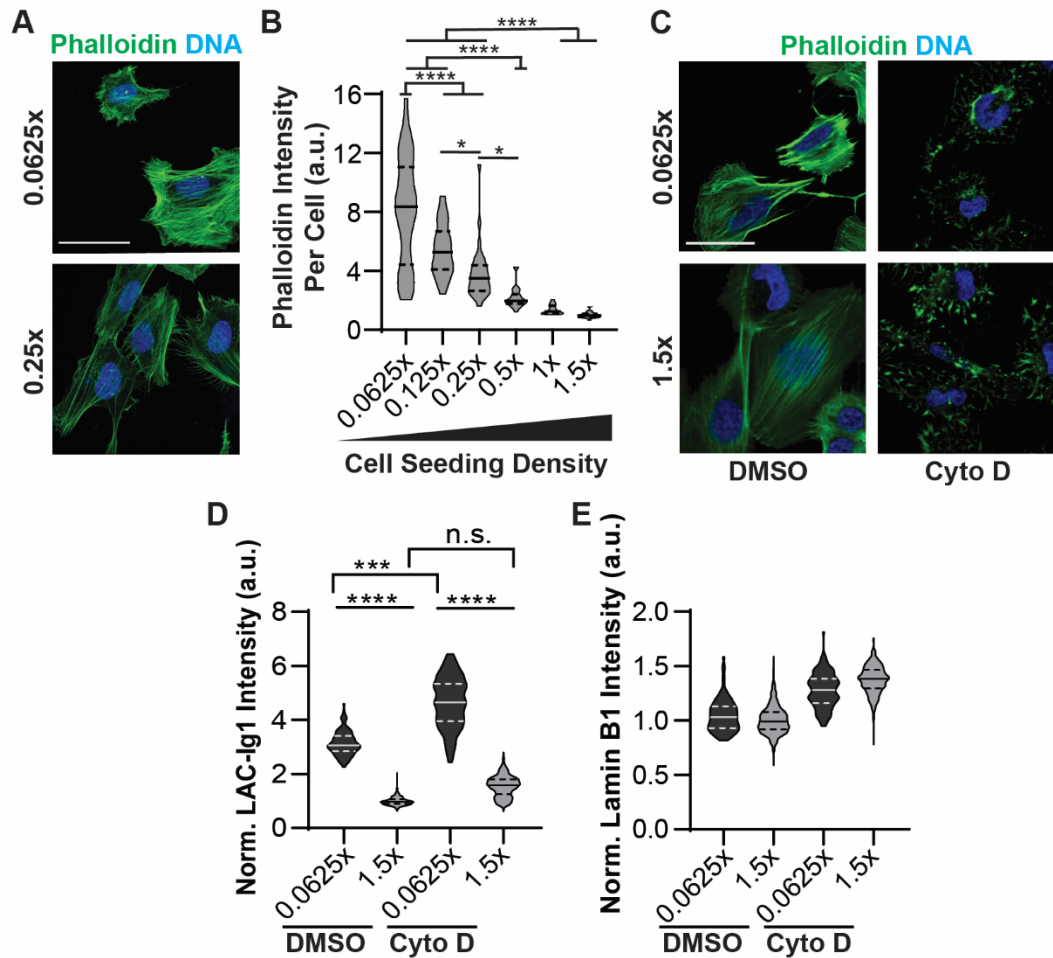 A
Phalloidin DNA
0.0625x
0.25x
B
****
****
****
*
*
Phalloidin Intensity
Per Cell (a.u.)
16
12
8
4
0
0.0625x
0.125x
0.25x
0.5x
1x
1.5x
Cell Seeding Density
C
Phalloidin DNA
0.0625x
1.5x
DMSO
Cyto D
D
n.s.
***
****
****
Norm. LAC-Ig1 Intensity (a.u.)
8
6
4
2
0
0.0625x
1.5x
0.0625x
1.5x
DMSO
Cyto D
E
Norm. Lamin B1 Intensity (a.u.)
2.0
1.5
1.0
0.5
0.0
0.0625x
1.5x
0.0625x
1.5x
DMSO
Cyto D